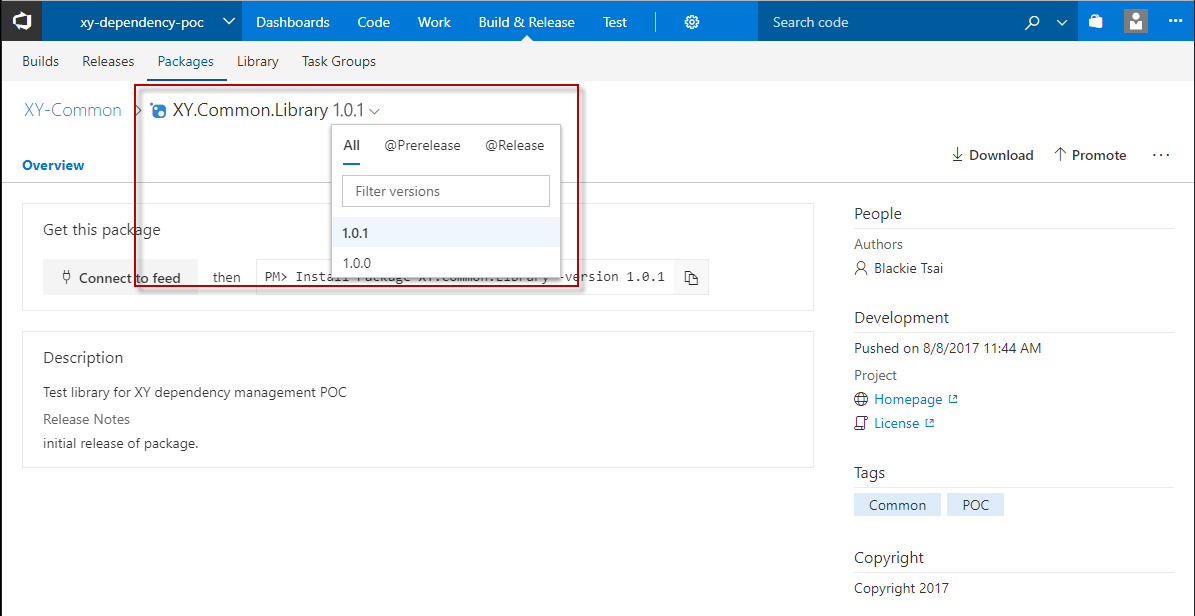 xy-dependency-poc Dashboards Code Work Build & Release Test Search code
Builds Releases Packages Library Task Groups
XY-Common XY.Common.Library 1.0.1
All @Prerelease @Release
Overview
Download Promote
Filter versions
1.0.1
1.0.0
Get this package
Connect to feed then PM> Install-Package XY.Common.Library -version 1.0.1
Description
Test library for XY dependency management POC
Release Notes
initial release of package.
People
Authors
Blackie Tsai
Development
Pushed on 8/8/2017 11:44 AM
Project
Homepage
License
Tags
Common POC
Copyright
Copyright 2017